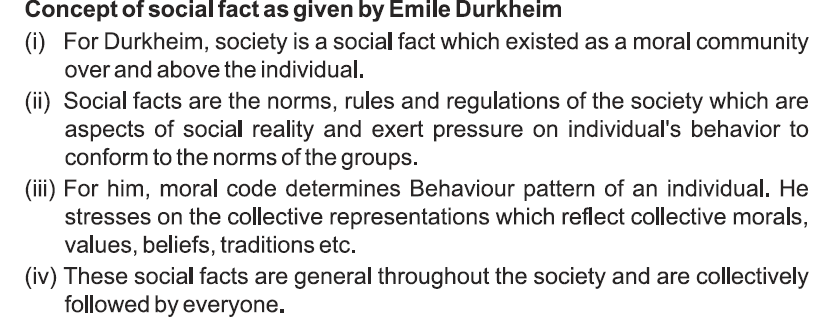 Concept of social fact as given by Emile Durkheim
(i) For Durkheim, society is a social fact which existed as a moral community
over and above the individual.
(ii) Social facts are the norms, rules and regulations of the society which are
aspects of social reality and exert pressure on individual's behavior to
conform to the norms of the groups.
(iii) For him, moral code determines Behaviour pattern of an individual. He
stresses on the collective representations which reflect collective morals,
values, beliefs, traditions etc.
(iv) These social facts are general throughout the society and are collectively
followed by everyone.